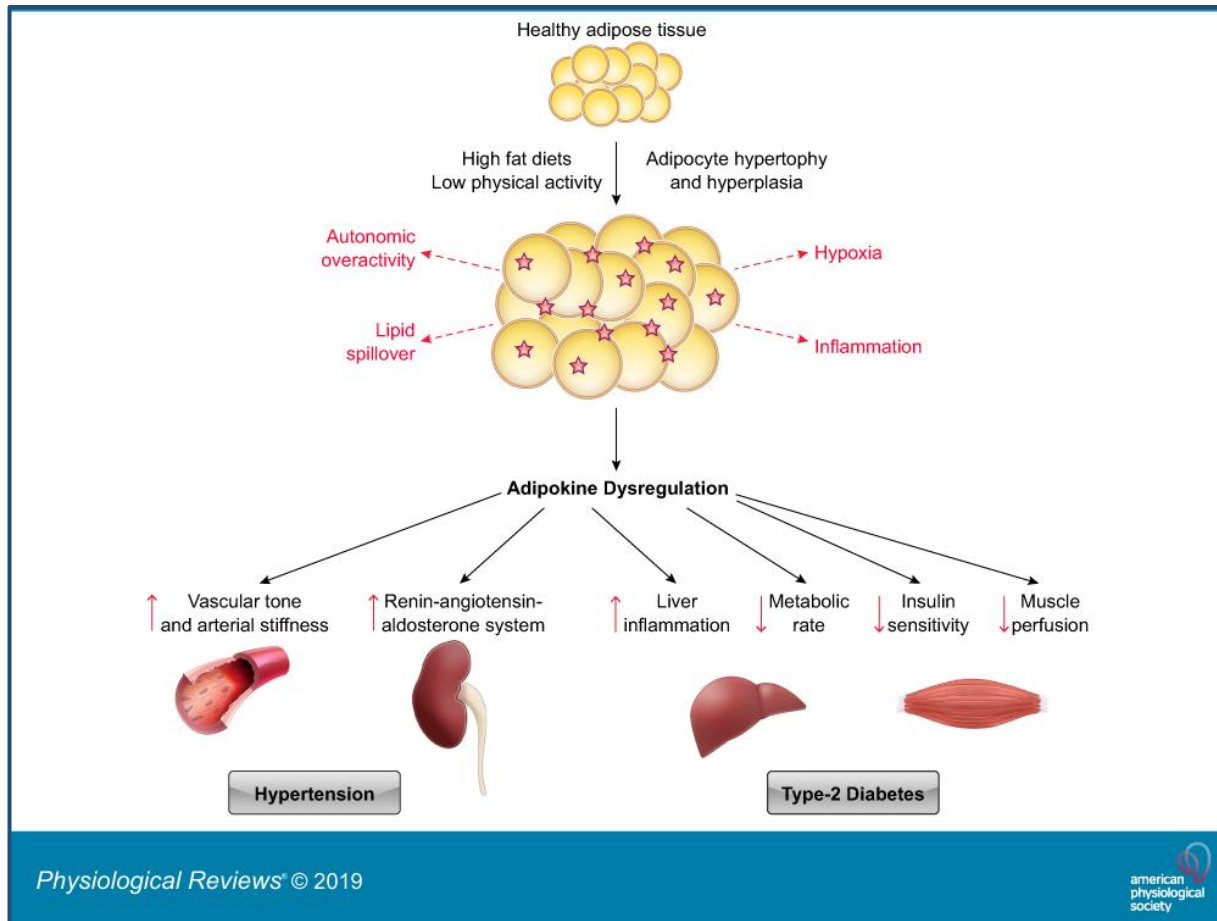 Healthy adipose tissue
High fat diets
Low physical activity
Adipocyte hypertophy
and hyperplasia
Autonomic
overactivity
Hypoxia
Lipid
spillover
Inflammation
Adipokine Dysregulation
↑ Vascular tone
and arterial stiffness
↑ Renin-angiotensin-
aldosterone system
↑ Liver
inflammation
↓ Metabolic
rate
↓ Insulin
sensitivity
↓ Muscle
perfusion
Hypertension
Type-2 Diabetes
Physiological Reviews® © 2019
american
physiological
society